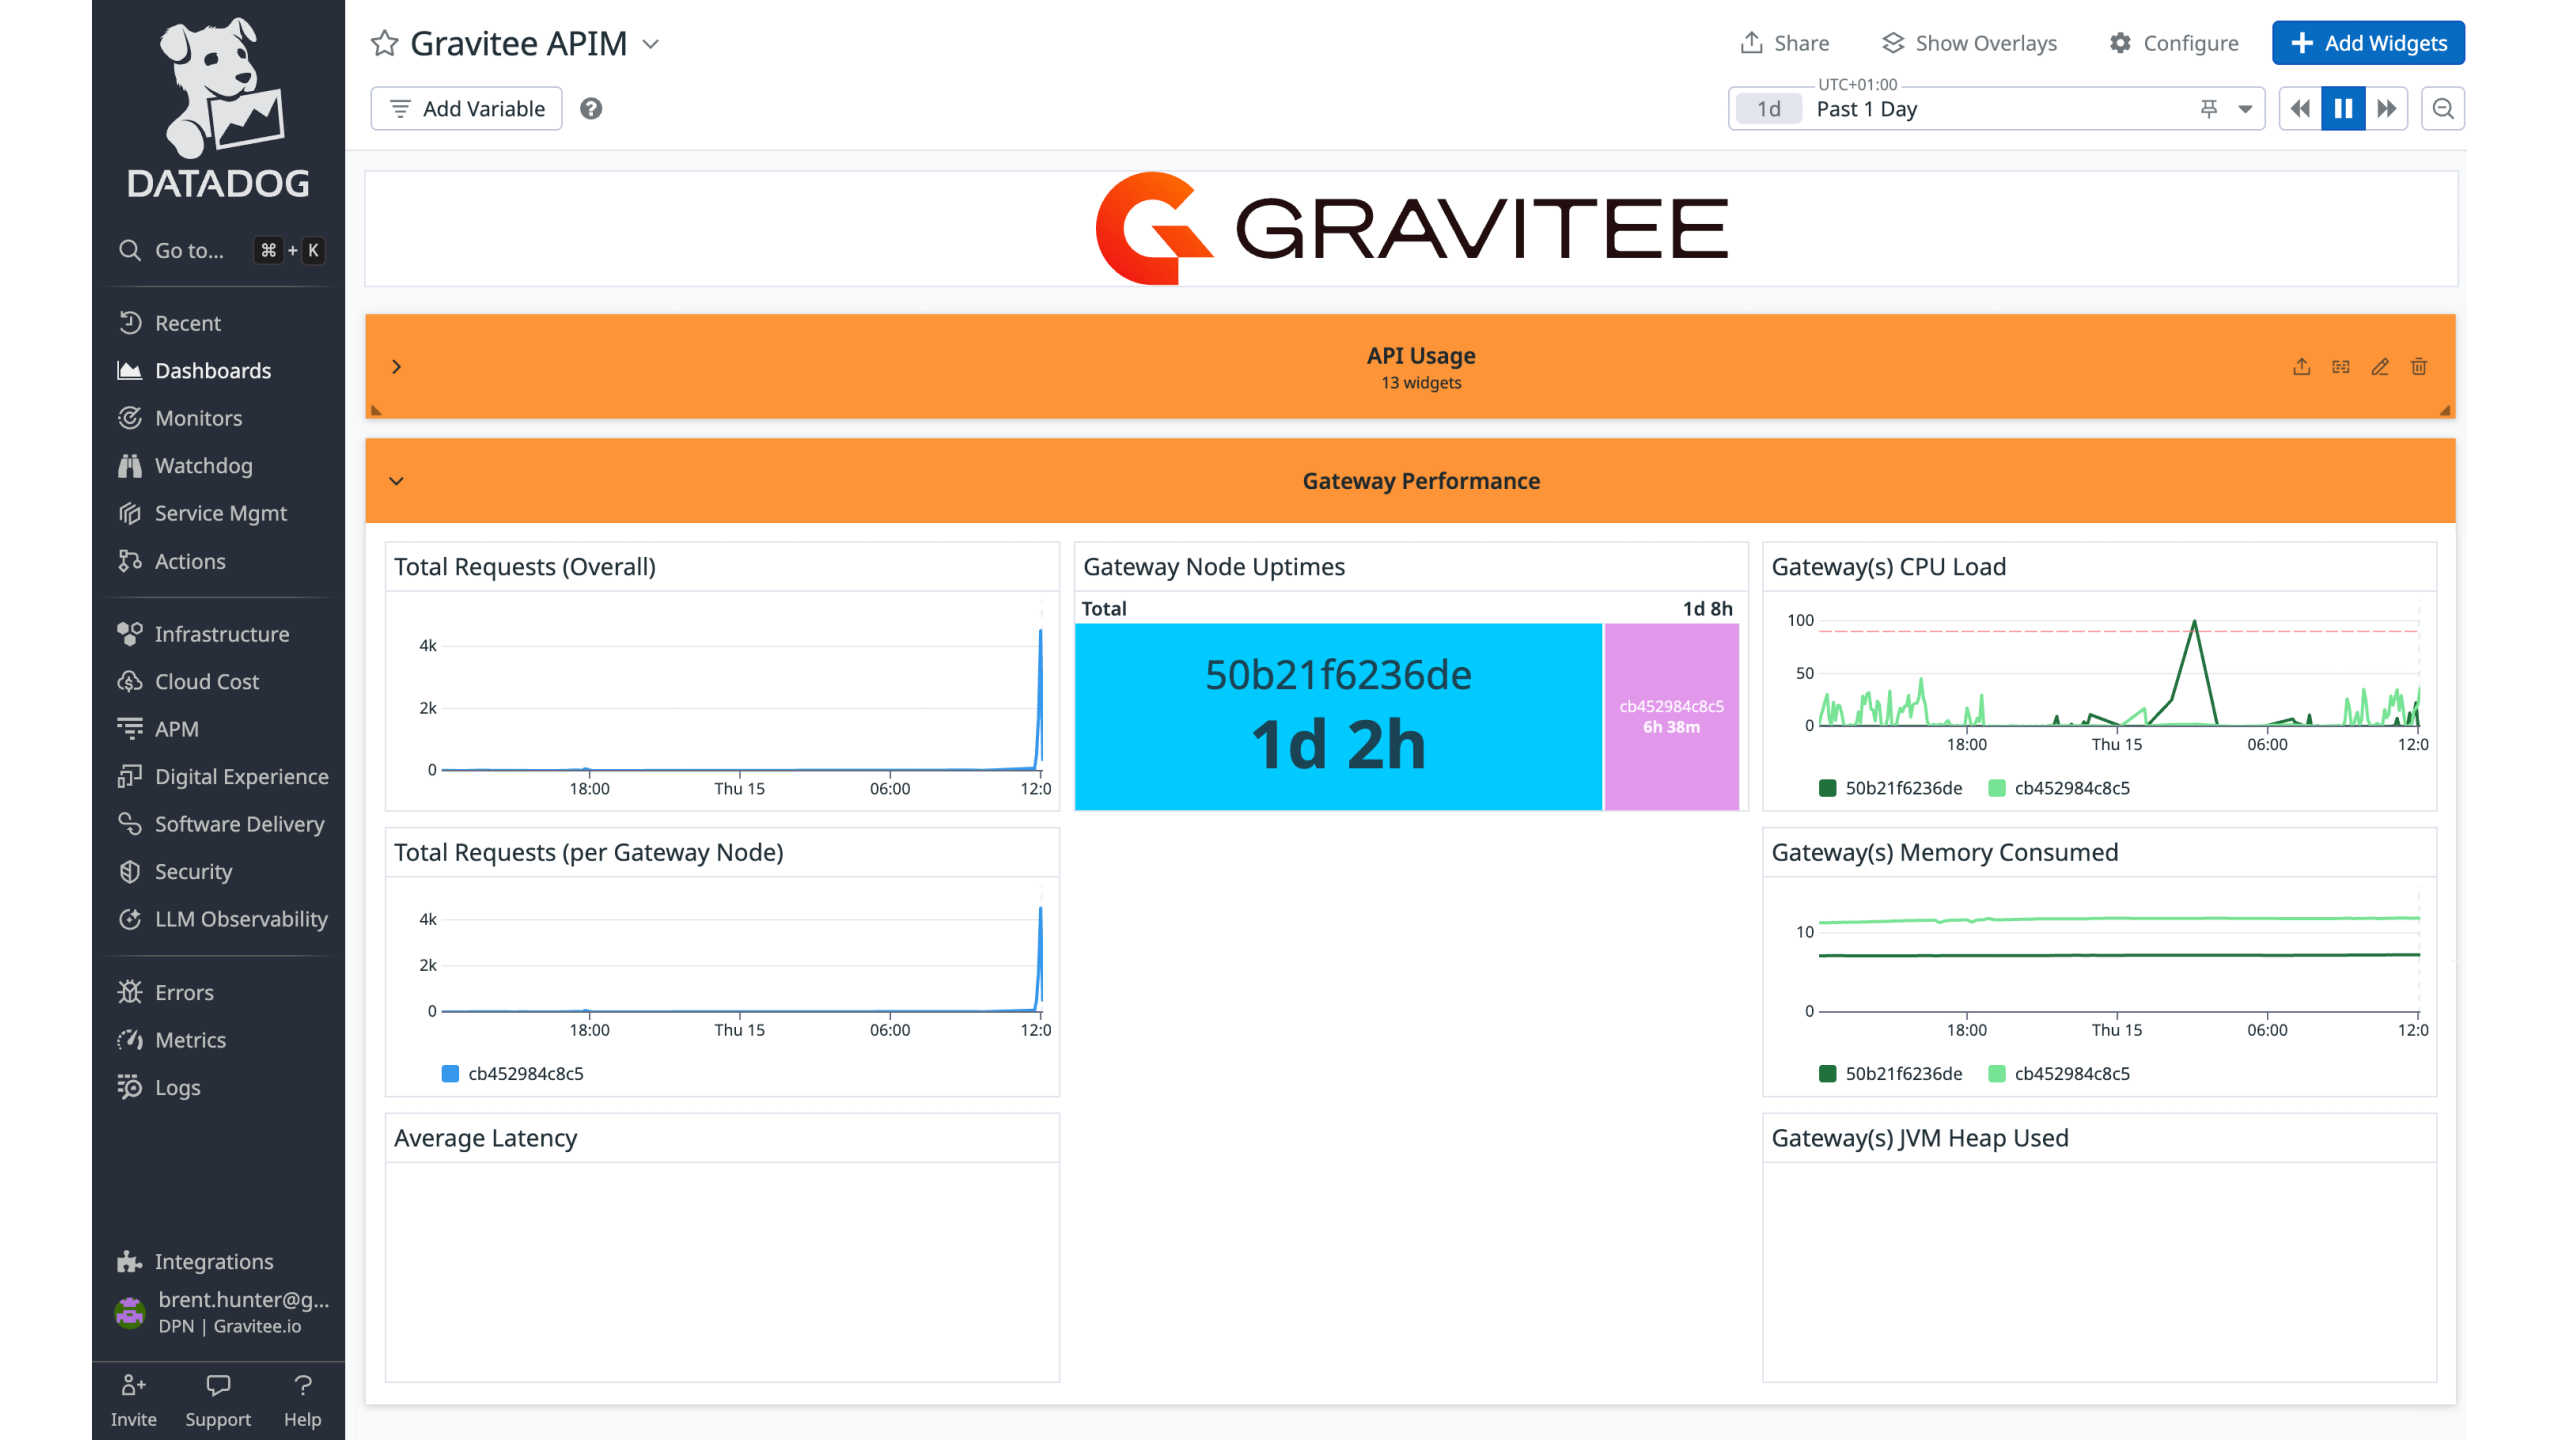 DATADOG
Go to...
⌘ + K
Recent
Dashboards
Monitors
Watchdog
Service Mgmt
Actions
Infrastructure
Cloud Cost
APM
Digital Experience
Software Delivery
Security
LLM Observability
Errors
Metrics
Logs
Integrations
brent.hunter@g...
DPN | Gravitee.io
Invite
Support
Help
Gravitee APIM
Share
Show Overlays
Configure
Add Widgets
Add Variable
UTC+01:00
1d
Past 1 Day
GRAVITEE
API Usage
13 widgets
Gateway Performance
Total Requests (Overall)
4k
2k
0
18:00
Thu 15
06:00
12:0
Gateway Node Uptimes
Total
1d 8h
50b21f6236de
1d 2h
cb452984c8c5
6h 38m
Gateway(s) CPU Load
100
50
0
18:00
Thu 15
06:00
12:0
50b21f6236de
cb452984c8c5
Total Requests (per Gateway Node)
4k
2k
0
18:00
Thu 15
06:00
12:0
cb452984c8c5
Gateway(s) Memory Consumed
10
0
18:00
Thu 15
06:00
12:0
50b21f6236de
cb452984c8c5
Average Latency
Gateway(s) JVM Heap Used